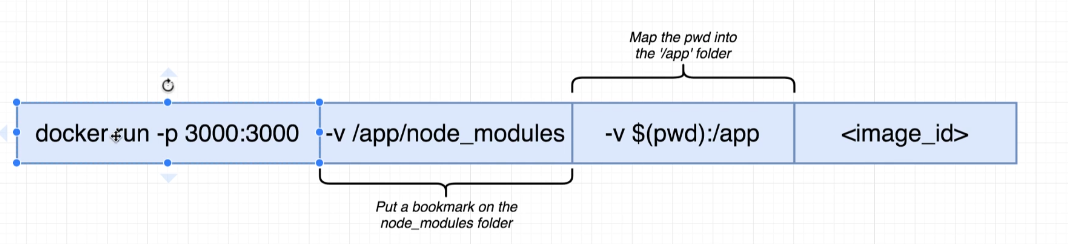 Map the pwd into
the '/app' folder
docker run -p 3000:3000
-v /app/node_modules
-v $(pwd):/app
<image_id>
Put a bookmark on the
node_modules folder